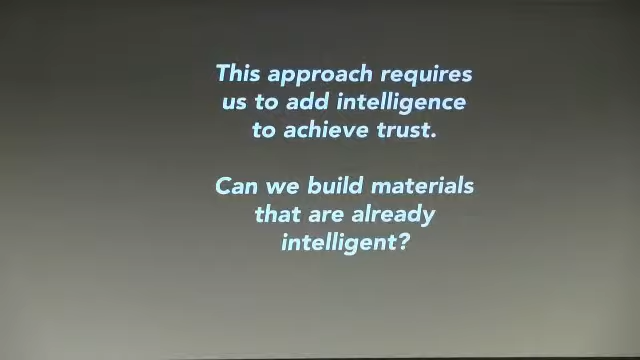 This approach requires
us to add intelligence
to achieve trust.
Can we build materials
that are already
intelligent?